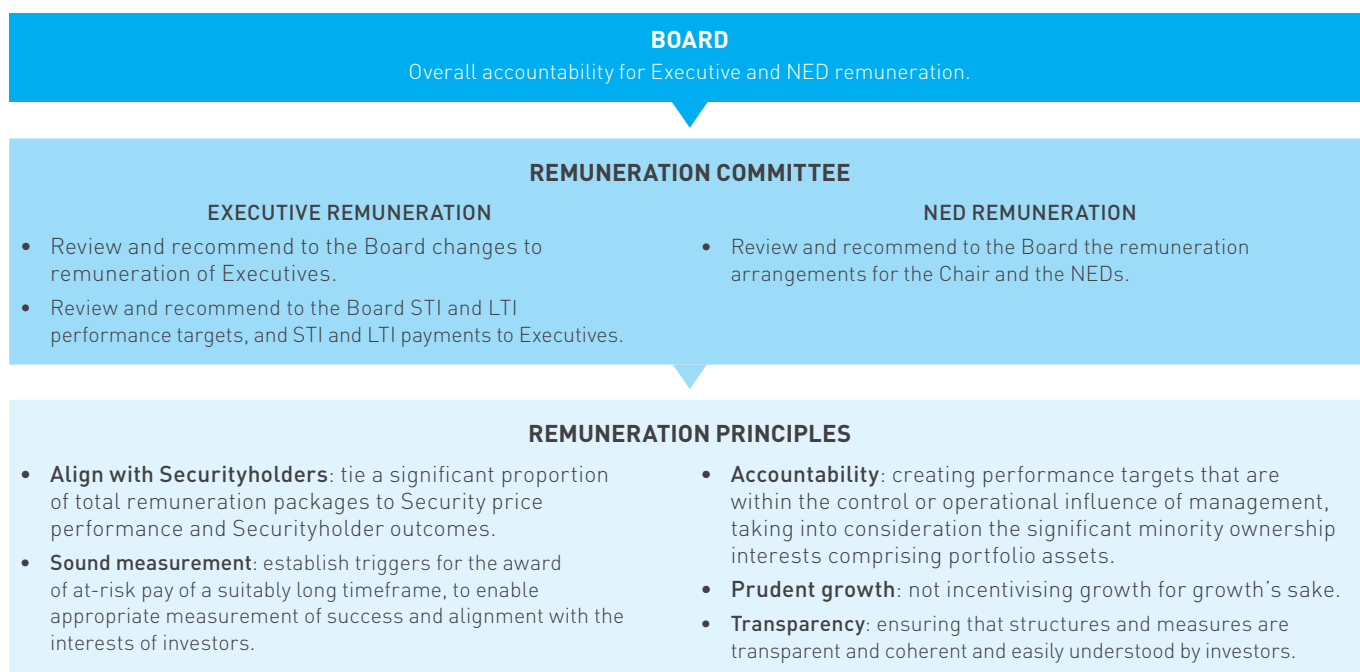 BOARD
Overall accountability for Executive and NED remuneration.
REMUNERATION COMMITTEE
EXECUTIVE REMUNERATION
• Review and recommend to the Board changes to
remuneration of Executives.
• Review and recommend to the Board STI and LTI
performance targets, and STI and LTI payments to Executives.
NED REMUNERATION
• Review and recommend to the Board the remuneration
arrangements for the Chair and the NEDs.
REMUNERATION PRINCIPLES
• Align with Securityholders: tie a significant proportion
of total remuneration packages to Security price
performance and Securityholder outcomes.
• Sound measurement: establish triggers for the award
of at-risk pay of a suitably long timeframe, to enable
appropriate measurement of success and alignment with the
interests of investors.
• Accountability: creating performance targets that are
within the control or operational influence of management,
taking into consideration the significant minority ownership
interests comprising portfolio assets.
• Prudent growth: not incentivising growth for growth's sake.
• Transparency: ensuring that structures and measures are
transparent and coherent and easily understood by investors.